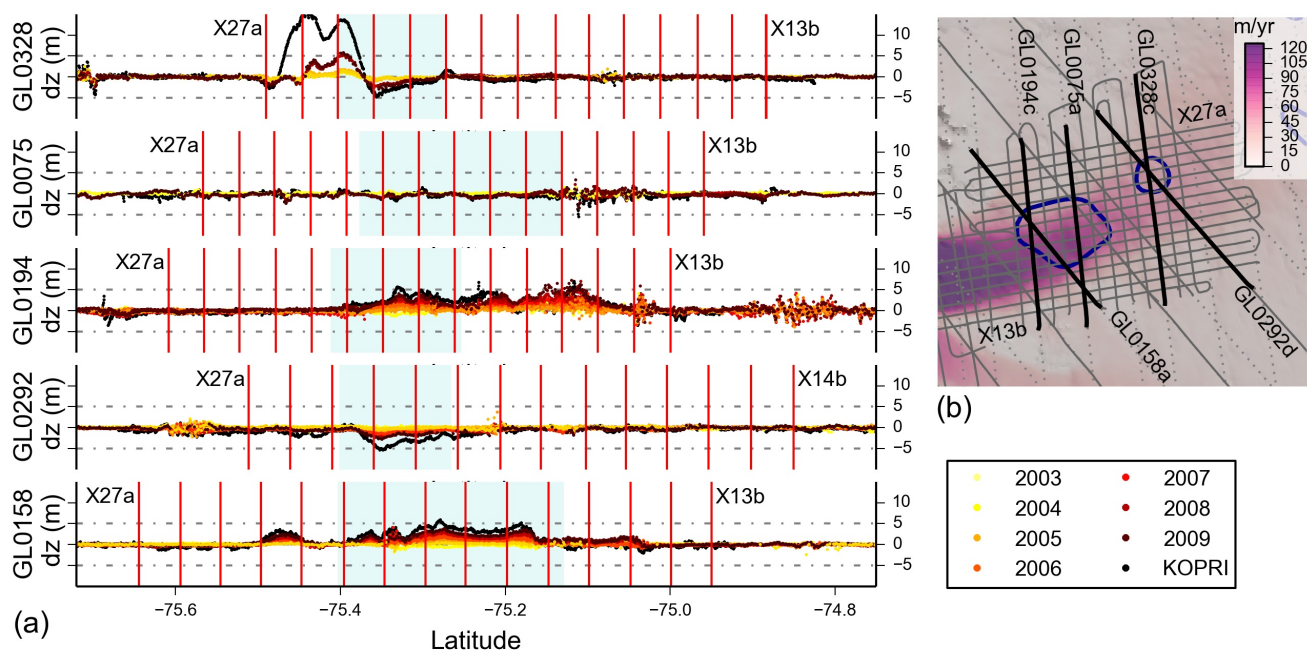 GL0328
dz (m)
X27a
X13b
10
5
0
−5
GL0075
dz (m)
X27a
X13b
10
5
0
−5
GL0194
dz (m)
X27a
X13b
10
5
0
−5
GL0292
dz (m)
X27a
X14b
10
5
0
−5
GL0158
dz (m)
X27a
X13b
10
5
0
−5
−75.6
−75.4
−75.2
−75.0
−74.8
Latitude
(a)
m/yr
120
105
90
75
60
45
30
15
0
GL0194c
GL0075a
GL0328c
X27a
X13b
GL0158a
GL0292d
(b)
2003
2004
2005
2006
2007
2008
2009
KOPRI